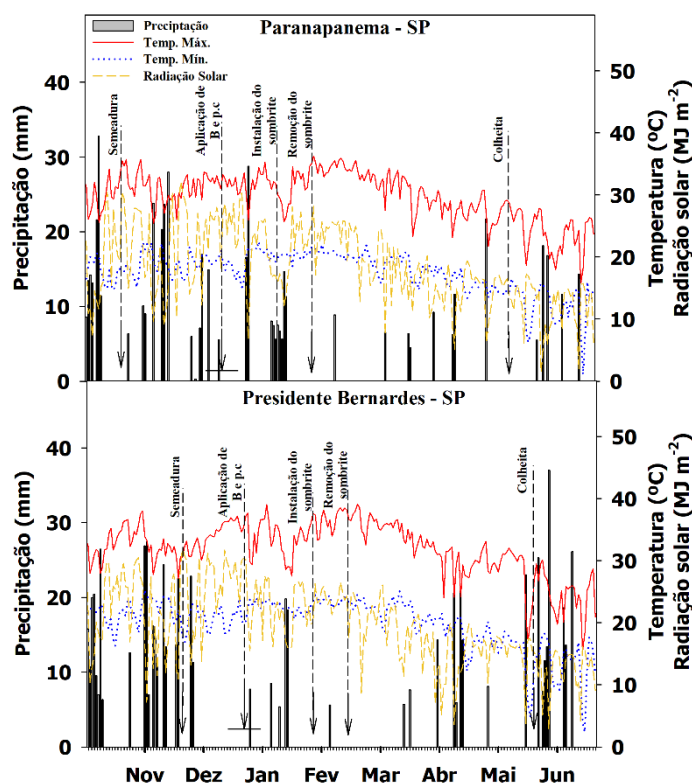 Paranapanema - SP
Preciptação
Temp. Máx.
Temp. Mín.
Radiação Solar
Semeadura
Aplicação de
B e p.c
Instalação do
sombrite
Remoção do
sombrite
Colheita
Precipitação (mm)
40
30
20
10
0
50
40
30
20
10
0
Temperatura (ºC)
Radiação solar (MJ m-2)
Presidente Bernardes - SP
Semeadura
Aplicação de
B e p.c
Instalação do
sombrite
Remoção do
sombrite
Colheita
Precipitação (mm)
40
30
20
10
0
50
40
30
20
10
0
Temperatura (ºC)
Radiação solar (MJ m-2)
Nov Dez Jan Fev Mar Abr Mai Jun